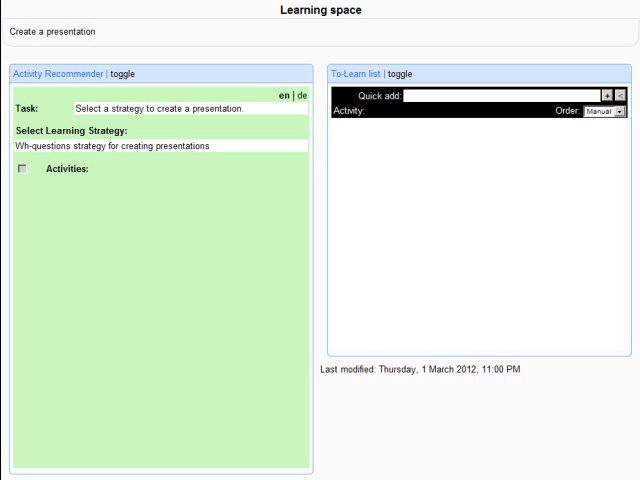 Learning space
Create a presentation
Activity Recommender | toggle
en | de
Task: Select a strategy to create a presentation.
Select Learning Strategy:
Wh-questions strategy for creating presentations
Activities:
To-Learn list | toggle
Quick add: + <
Activity: Order: Manual
Last modified: Thursday, 1 March 2012, 11:00 PM